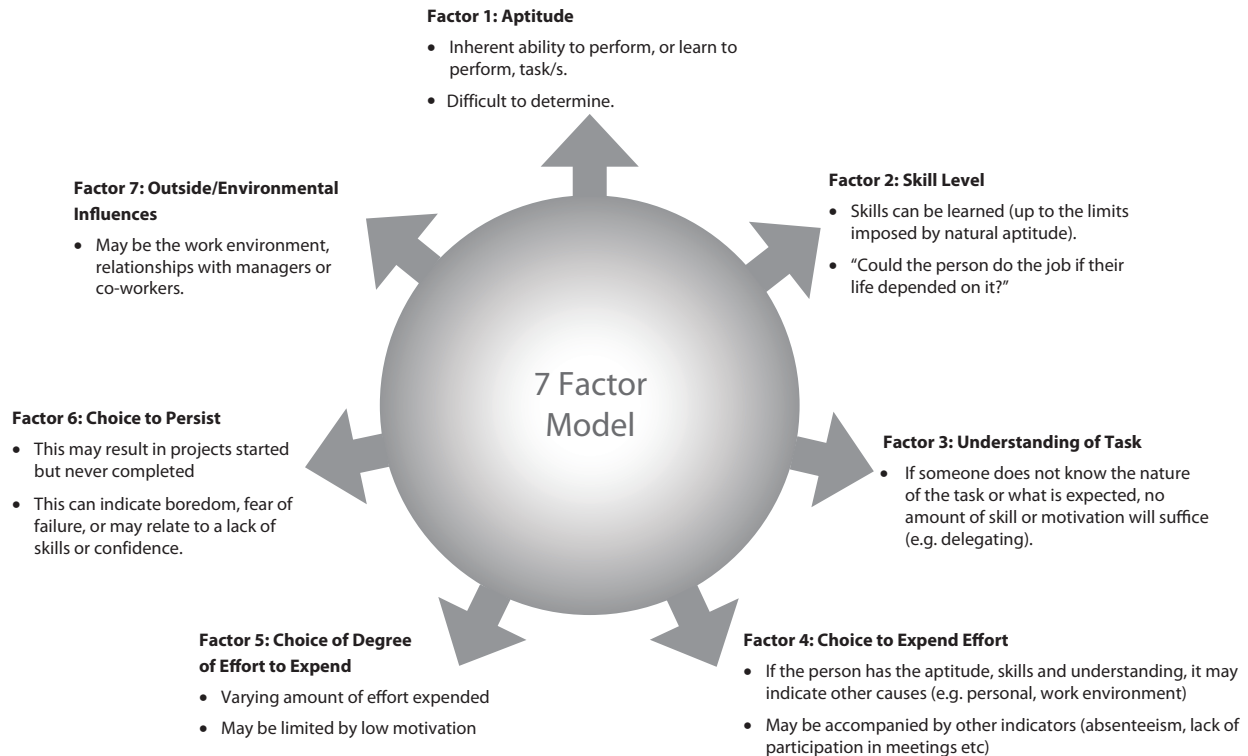 Factor 1: Aptitude
• Inherent ability to perform, or learn to
perform, task/s.
• Difficult to determine.
Factor 2: Skill Level
• Skills can be learned (up to the limits
imposed by natural aptitude).
• “Could the person do the job if their
life depended on it?”
Factor 3: Understanding of Task
• If someone does not know the nature
of the task or what is expected, no
amount of skill or motivation will suffice
(e.g. delegating).
Factor 4: Choice to Expend Effort
• If the person has the aptitude, skills and understanding, it may
indicate other causes (e.g. personal, work environment)
• May be accompanied by other indicators (absenteeism, lack of
participation in meetings etc)
Factor 5: Choice of Degree
of Effort to Expend
• Varying amount of effort expended
• May be limited by low motivation
Factor 6: Choice to Persist
• This may result in projects started
but never completed
• This can indicate boredom, fear of
failure, or may relate to a lack of
skills or confidence.
Factor 7: Outside/Environmental
Influences
• May be the work environment,
relationships with managers or
co-workers.
7 Factor
Model